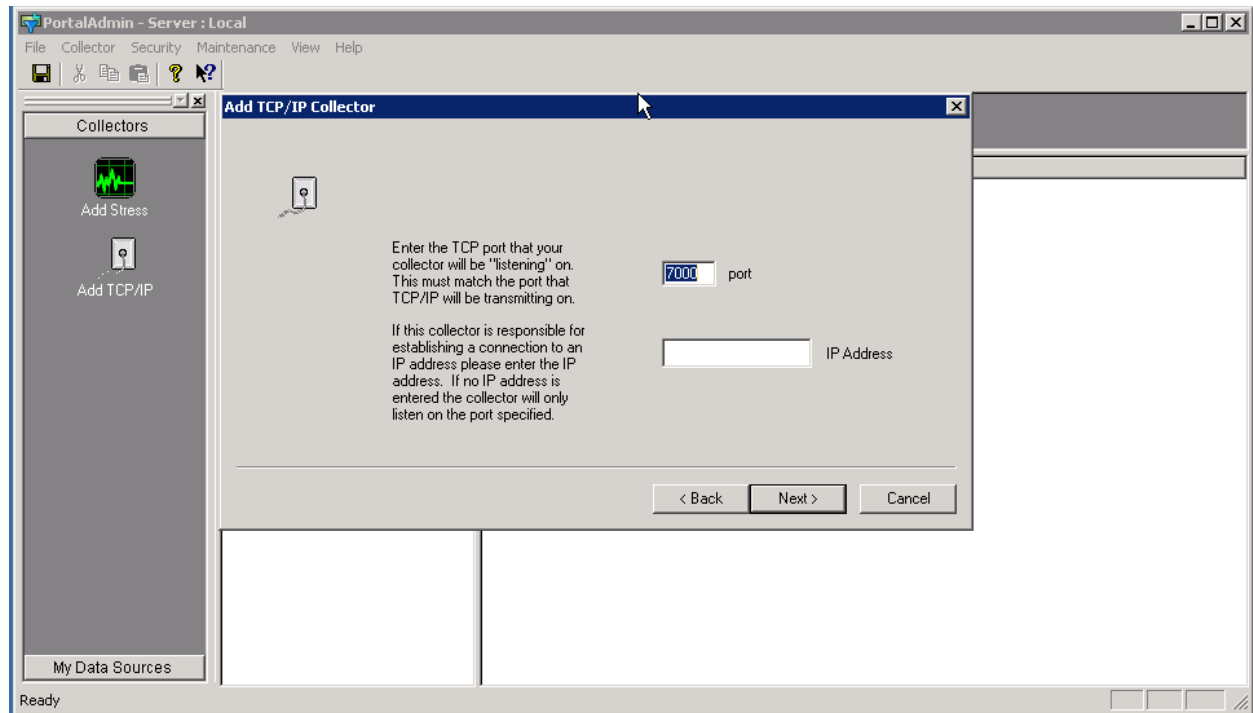 PortalAdmin - Server : Local
File Collector Security Maintenance View Help
Collectors
Add Stress
Add TCP/IP
My Data Sources
Add TCP/IP Collector
Enter the TCP port that your
collector will be "listening" on.
This must match the port that
TCP/IP will be transmitting on.
7000 port
If this collector is responsible for
establishing a connection to an
IP address please enter the IP
address. If no IP address is
entered the collector will only
listen on the port specified.
IP Address
< Back Next > Cancel
Ready